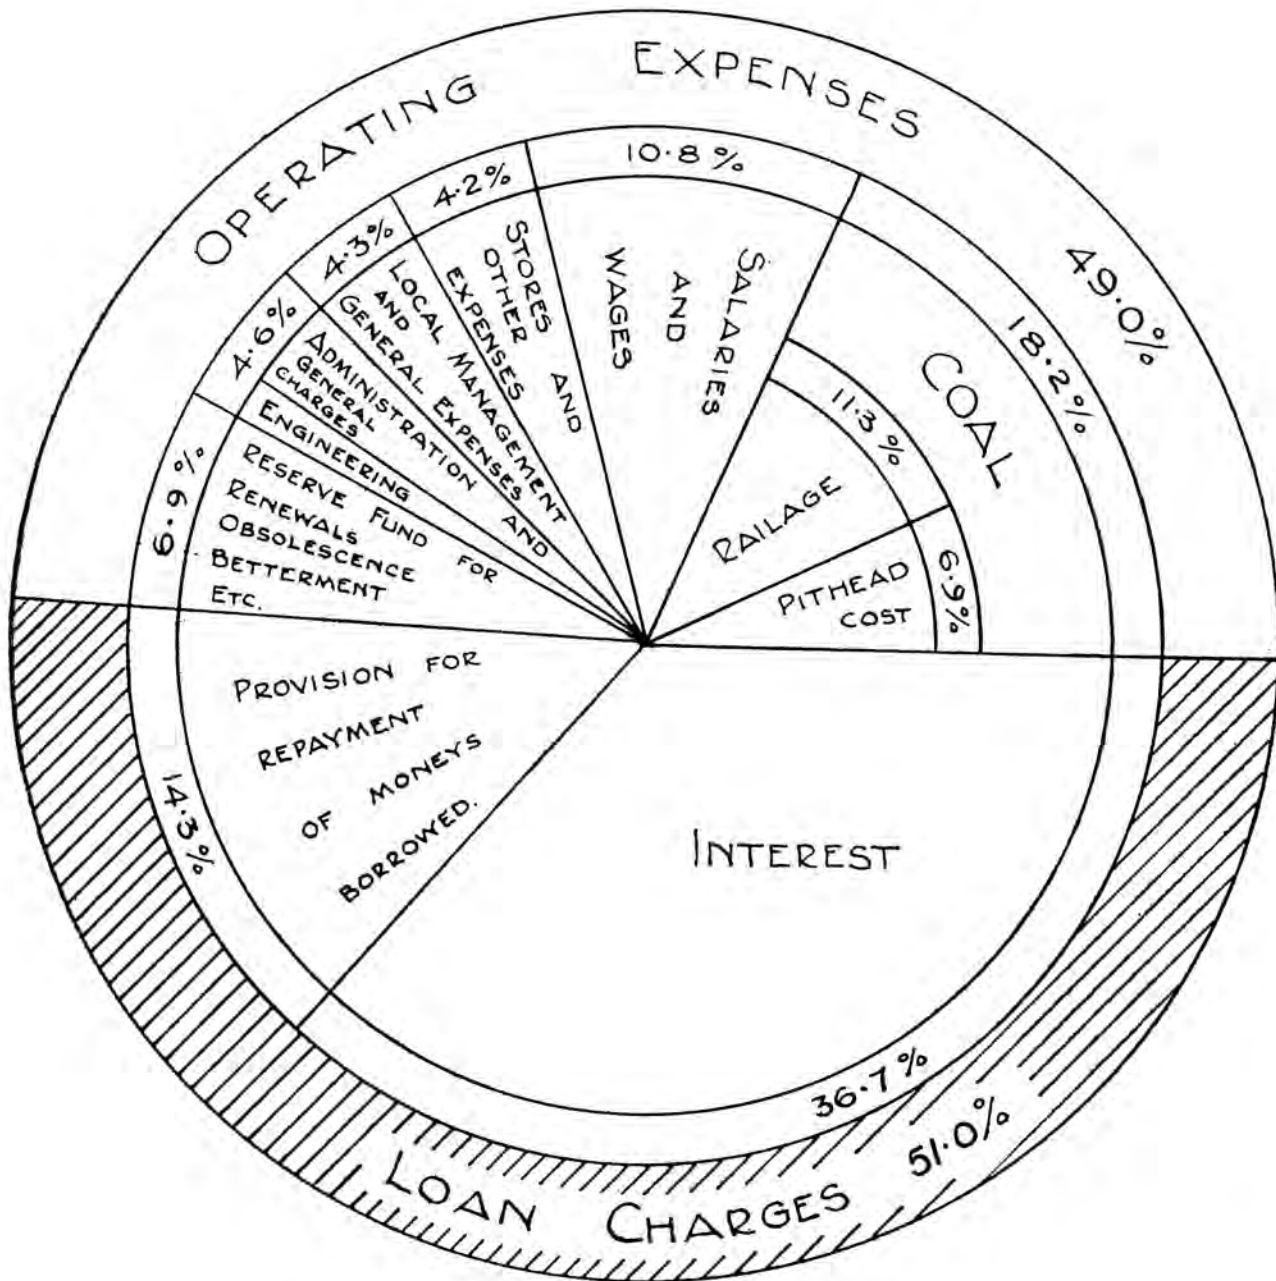 OPERATING EXPENSES
49.0%
4.2%
10.8%
4.3%
4.6%
6.9%
18.2%
COAL
11.3%
RAILAGE
6.9%
PITHEAD
COST
SALARIES
AND
WAGES
STORES AND
OTHER
EXPENSES
LOCAL MANAGEMENT
AND
GENERAL EXPENSES
ADMINISTRATION AND
GENERAL
CHARGES
ENGINEERING
RESERVE FUND FOR
RENEWALS
OBSOLESCENCE
BETTERMENT
ETC.
PROVISION FOR
REPAYMENT
OF MONEYS
BORROWED.
14.3%
INTEREST
36.7%
LOAN CHARGES 51.0%